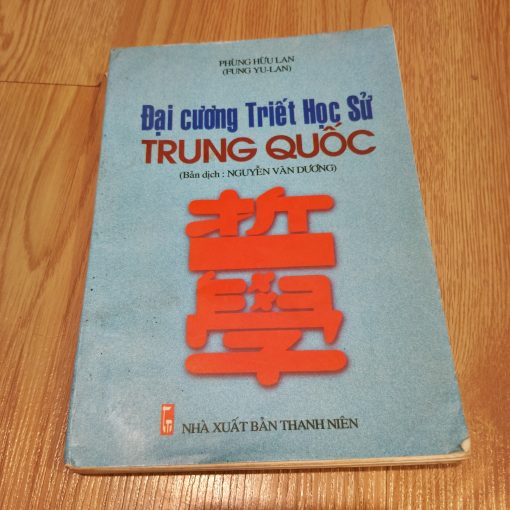 PHÙNG HỮU LAN
(FUNG YU-LAN)
Đại cương Triết Học Sử
TRUNG QUỐC
(Bản dịch : NGUYỄN VĂN DƯƠNG)
哲
學
NHÀ XUẤT BẢN THANH NIÊN